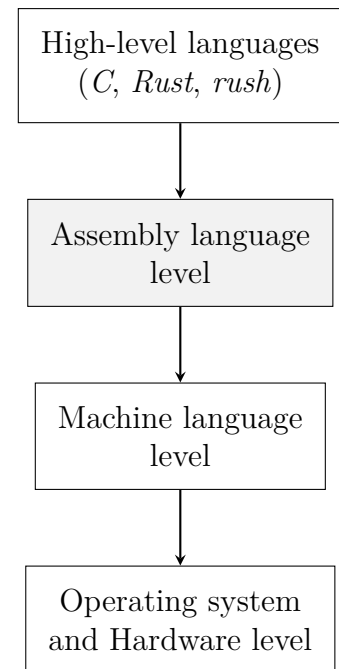 High-level languages
(C, Rust, rush)
Assembly language
level
Machine language
level
Operating system
and Hardware level